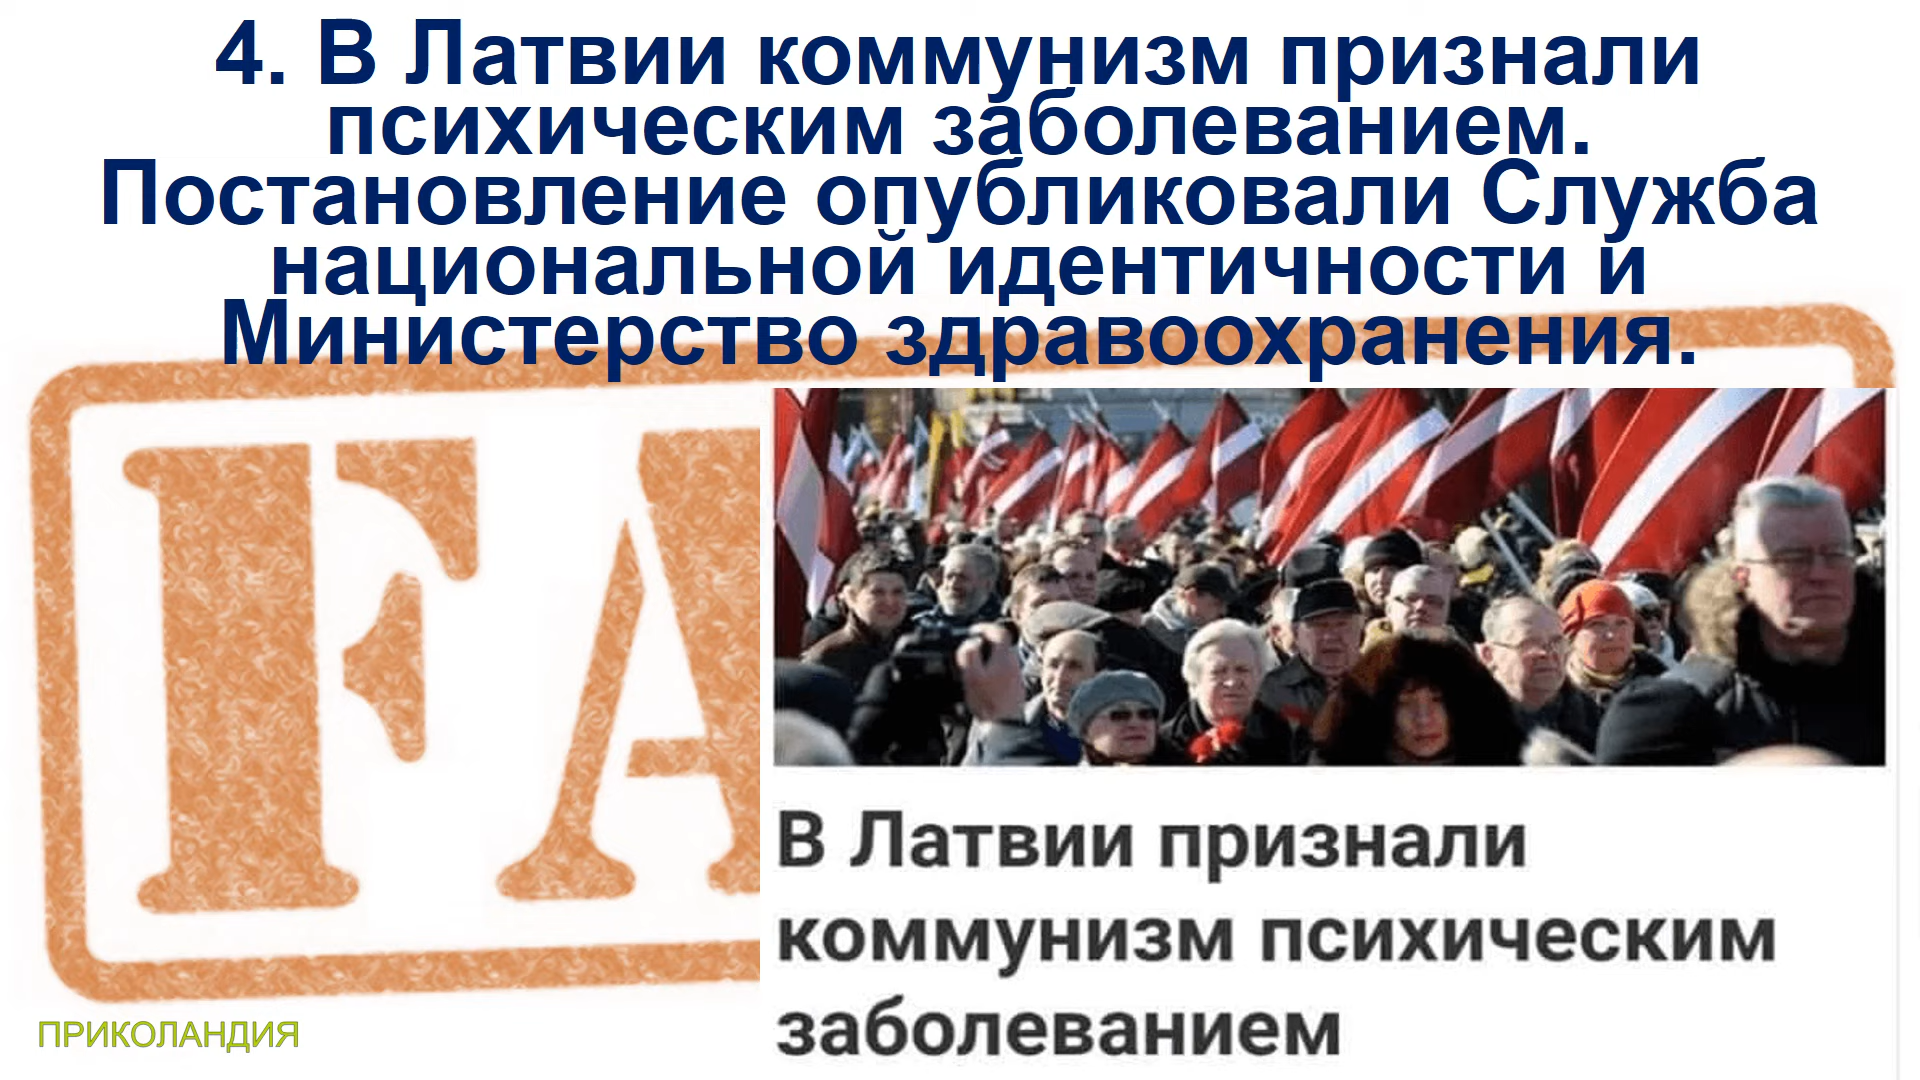 4. В Латвии коммунизм признали
психическим заболеванием.
Постановление опубликовали Служба
национальной идентичности и
Министерство здравоохранения.
FA
В Латвии признали
коммунизм психическим
заболеванием
ПРИКОЛАНДИЯ